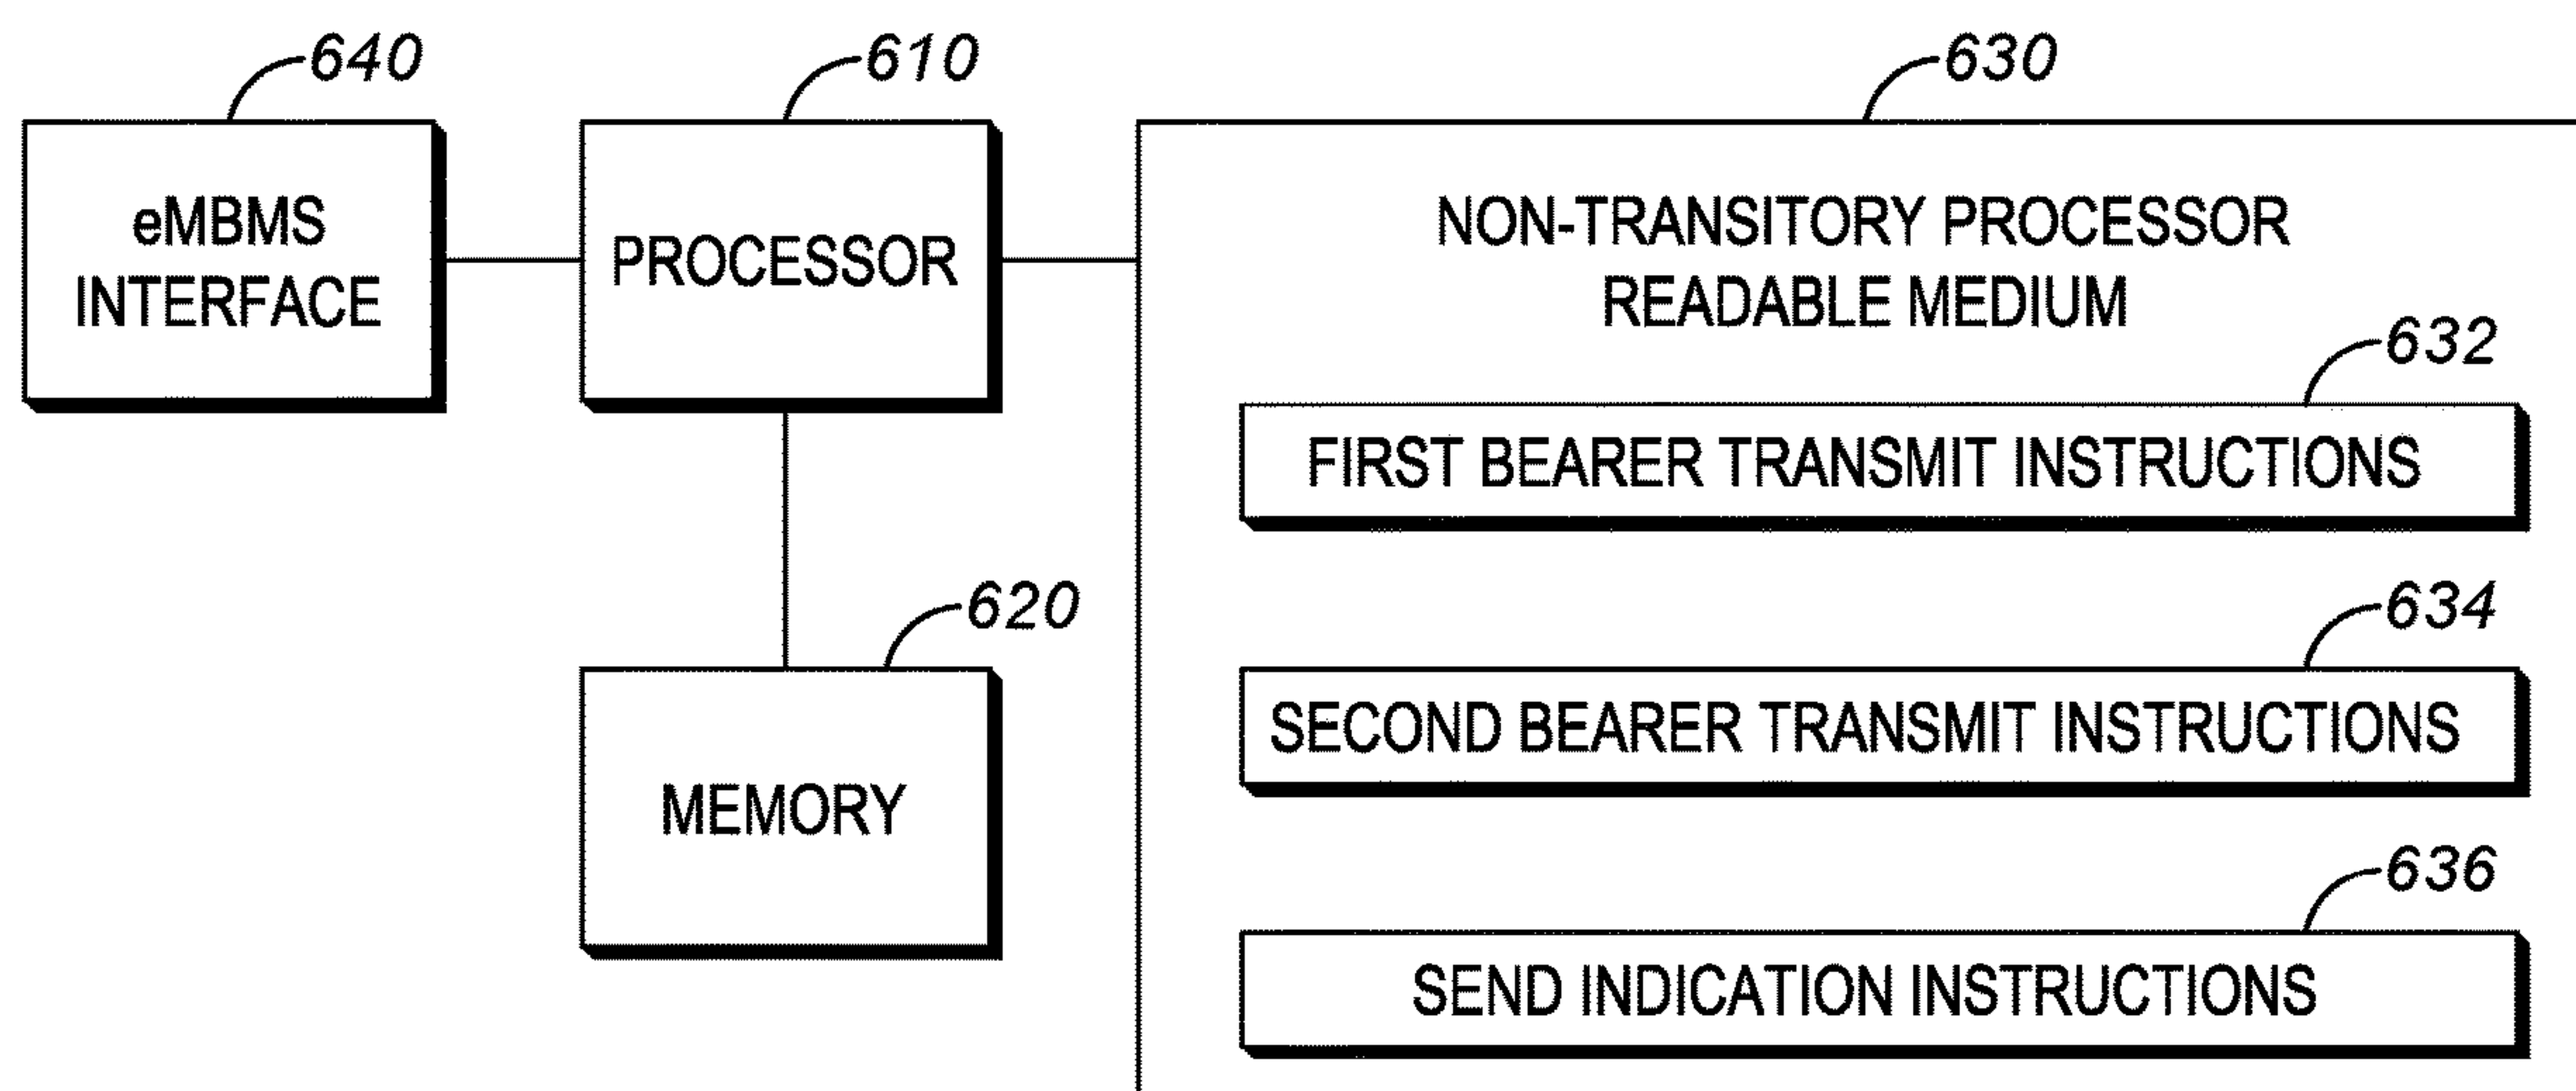 640
610
630
eMBMS
INTERFACE
PROCESSOR
NON-TRANSITORY PROCESSOR
READABLE MEDIUM
632
FIRST BEARER TRANSMIT INSTRUCTIONS
620
634
MEMORY
SECOND BEARER TRANSMIT INSTRUCTIONS
636
SEND INDICATION INSTRUCTIONS